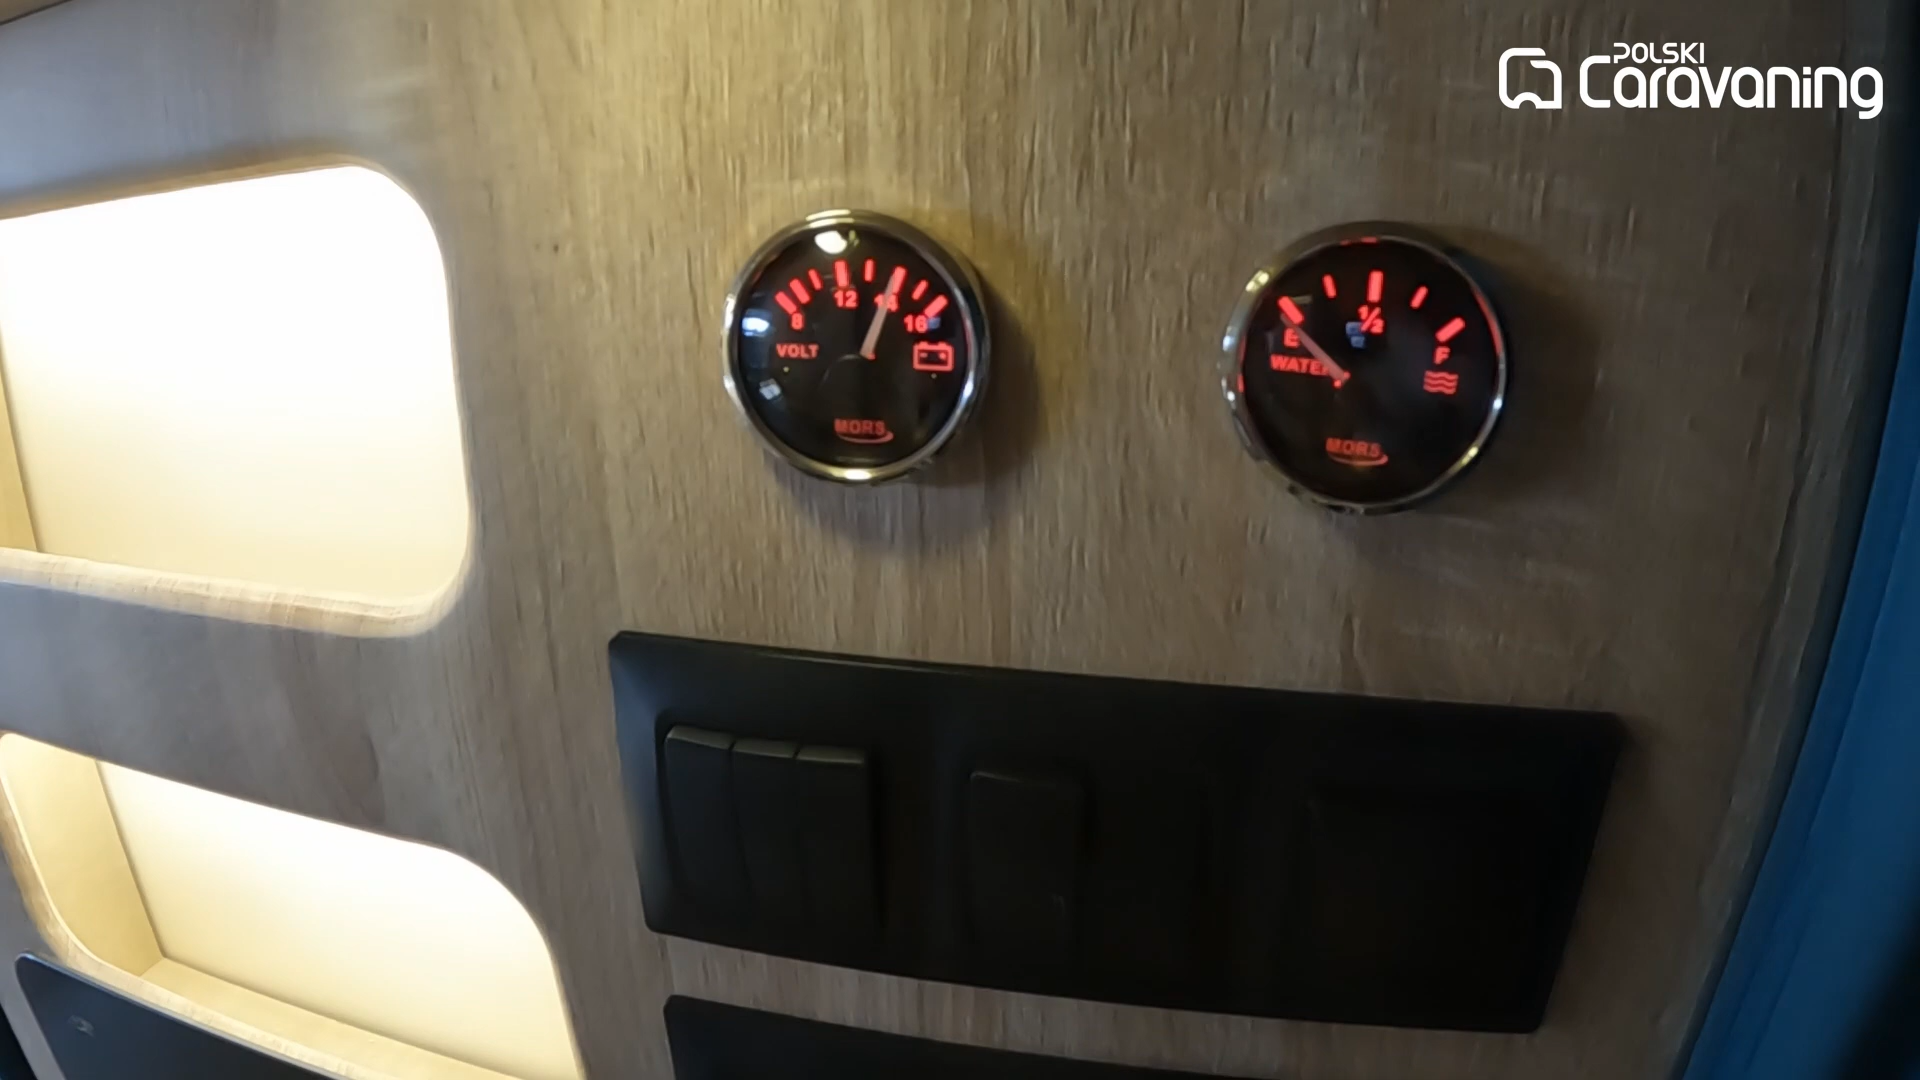 POLSKI
Caravaning
8
12
14
16
VOLT
MORS
E
1/2
F
WATER
MORS